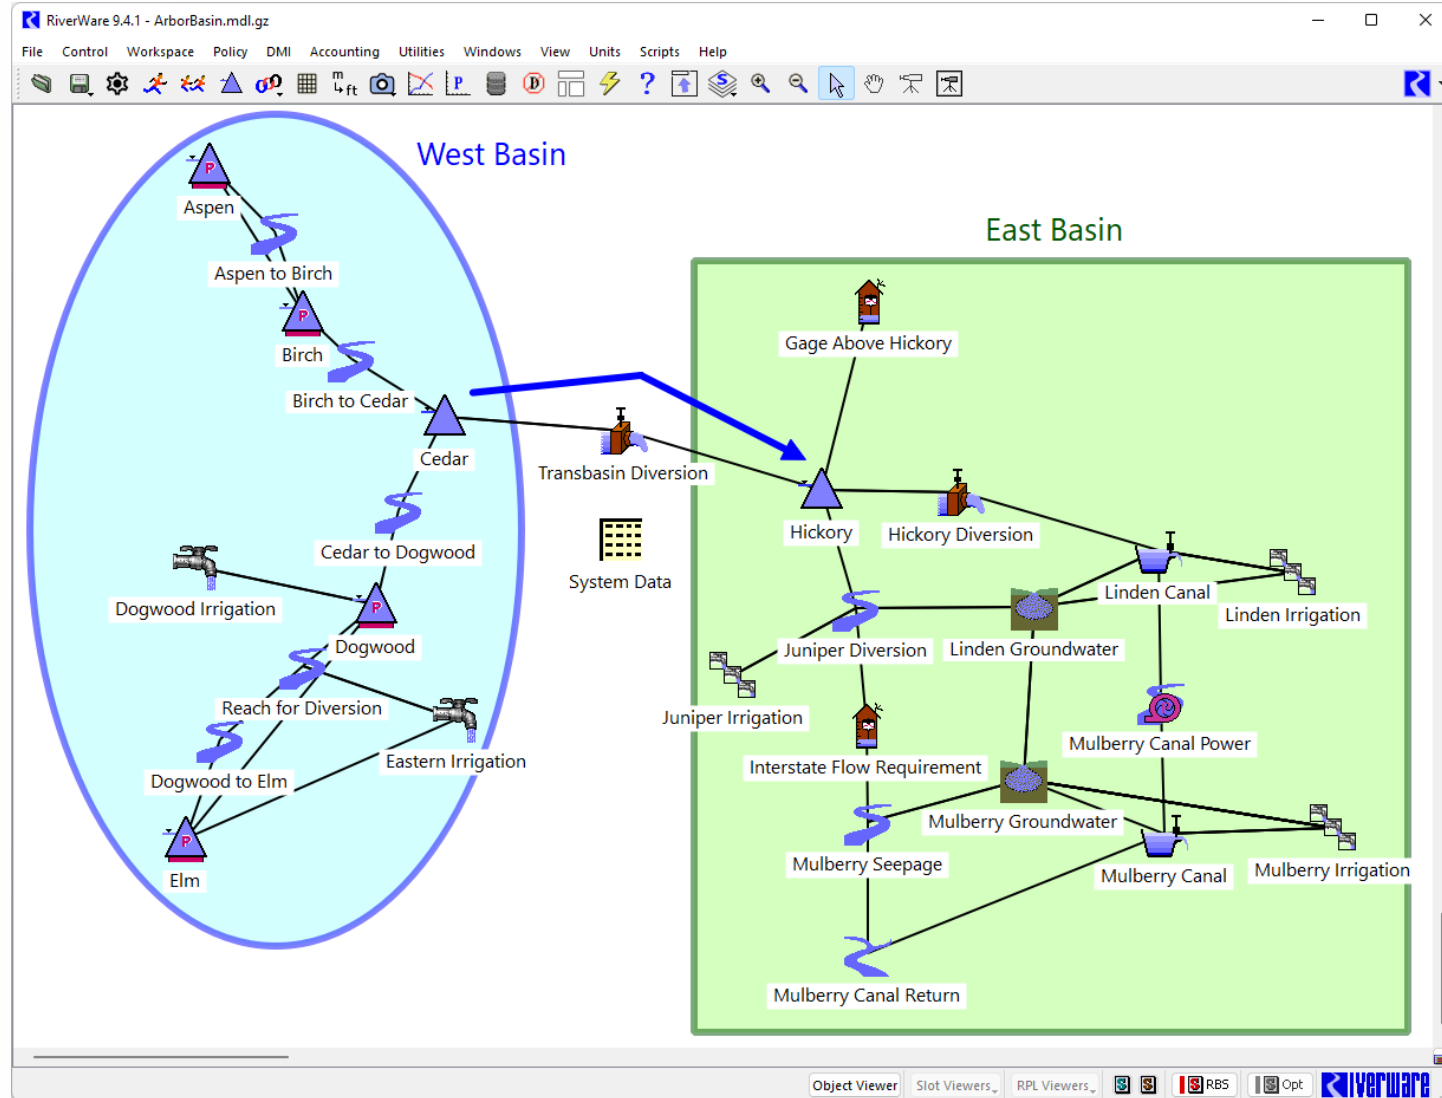 RiverWare 9.4.1 - ArborBasin.mdl.gz
File Control Workspace Policy DMI Accounting Utilities Windows View Units Scripts Help
m
ft
P
?
D
S
West Basin
P
Aspen
East Basin
Aspen to Birch
P
Birch
Gage Above Hickory
Birch to Cedar
Cedar
Transbasin Diversion
Hickory
Hickory Diversion
Cedar to Dogwood
System Data
Dogwood Irrigation
P
Dogwood
Linden Canal
Linden Irrigation
Juniper Diversion
Linden Groundwater
Reach for Diversion
Juniper Irrigation
Mulberry Canal Power
Eastern Irrigation
Interstate Flow Requirement
Dogwood to Elm
Mulberry Groundwater
P
Elm
Mulberry Seepage
Mulberry Canal
Mulberry Irrigation
Mulberry Canal Return
Object Viewer Slot Viewers RPL Viewers S S S RBS S Opt RIVERWARE